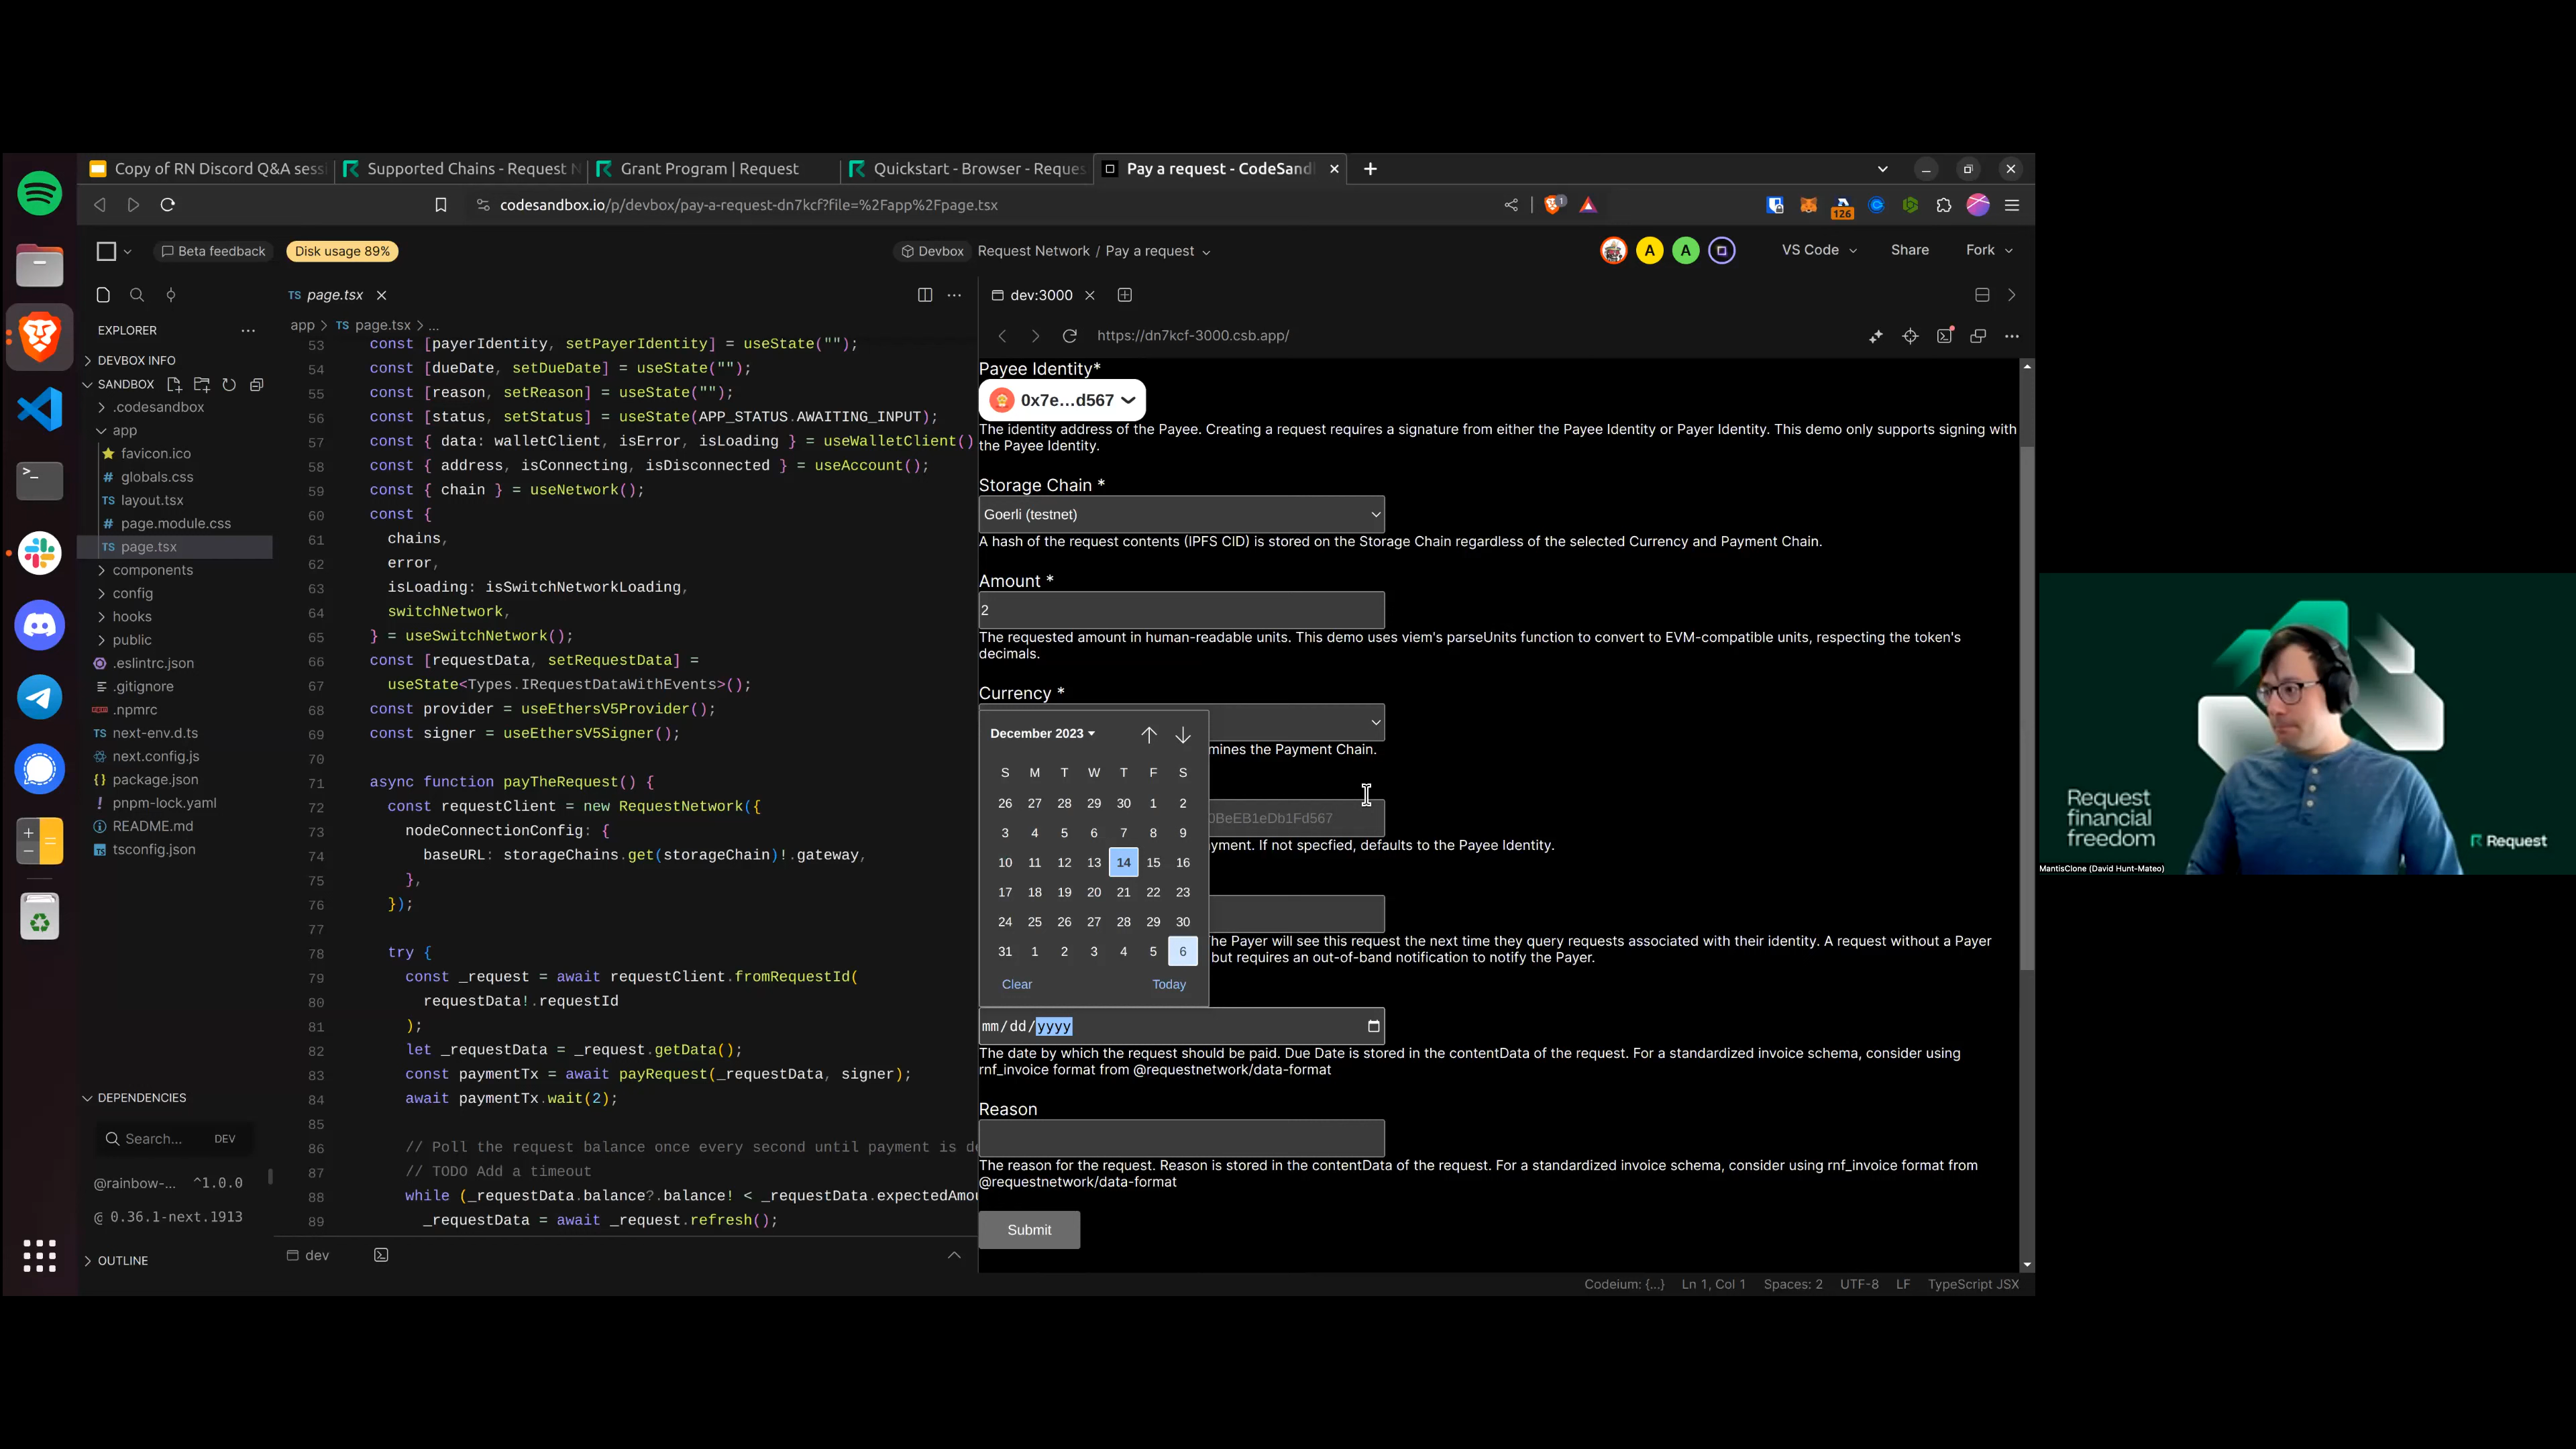 Copy of RN Discord Q&A sessi
Supported Chains - Request N
Grant Program | Request
Quickstart - Browser - Reques
Pay a request - CodeSand
codesandbox.io/p/devbox/pay-a-request-dn7kcf?file=%2Fapp%2Fpage.tsx
1
126
Beta feedback
Disk usage 89%
Devbox
Request Network / Pay a request
A
A
VS Code
Share
Fork
TS page.tsx
dev:3000
EXPLORER
app > TS page.tsx > ...
https://dn7kcf-3000.csb.app/
DEVBOX INFO
SANDBOX
.codesandbox
app
favicon.ico
# globals.css
TS layout.tsx
# page.module.css
TS page.tsx
components
config
hooks
public
.eslintrc.json
.gitignore
.npmrc
TS next-env.d.ts
next.config.js
{} package.json
! pnpm-lock.yaml
README.md
TS tsconfig.json
DEPENDENCIES
Search... DEV
@rainbow-... ^1.0.0
@ 0.36.1-next.1913
OUTLINE
53 const [payerIdentity, setPayerIdentity] = useState("");
54 const [dueDate, setDueDate] = useState("");
55 const [reason, setReason] = useState("");
56 const [status, setStatus] = useState(APP_STATUS.AWAITING_INPUT);
57 const { data: walletClient, isError, isLoading } = useWalletClient()
58 const { address, isConnecting, isDisconnected } = useAccount();
59 const { chain } = useNetwork();
60 const {
61 chains,
62 error,
63 isLoading: isSwitchNetworkLoading,
64 switchNetwork,
65 } = useSwitchNetwork();
66 const [requestData, setRequestData] =
67 useState<Types.IRequestDataWithEvents>();
68 const provider = useEthersV5Provider();
69 const signer = useEthersV5Signer();
70
71 async function payTheRequest() {
72 const requestClient = new RequestNetwork({
73 nodeConnectionConfig: {
74 baseURL: storageChains.get(storageChain)!.gateway,
75 },
76 });
77
78 try {
79 const _request = await requestClient.fromRequestId(
80 requestData!.requestId
81 );
82 let _requestData = _request.getData();
83 const paymentTx = await payRequest(_requestData, signer);
84 await paymentTx.wait(2);
85
86 // Poll the request balance once every second until payment is de
87 // TODO Add a timeout
88 while (_requestData.balance?.balance! < _requestData.expectedAmou
89 _requestData = await _request.refresh();
dev
Payee Identity*
0x7e...d567
The identity address of the Payee. Creating a request requires a signature from either the Payee Identity or Payer Identity. This demo only supports signing with
the Payee Identity.
Storage Chain *
Goerli (testnet)
A hash of the request contents (IPFS CID) is stored on the Storage Chain regardless of the selected Currency and Payment Chain.
Amount *
2
The requested amount in human-readable units. This demo uses viem's parseUnits function to convert to EVM-compatible units, respecting the token's
decimals.
Currency *
December 2023
mines the Payment Chain.
S M T W T F S
26 27 28 29 30 1 2
3 4 5 6 7 8 9
10 11 12 13 14 15 16
17 18 19 20 21 22 23
24 25 26 27 28 29 30
31 1 2 3 4 5 6
Clear Today
0BeEB1eDb1Fd567
yment. If not specfied, defaults to the Payee Identity.
he Payer will see this request the next time they query requests associated with their identity. A request without a Payer
but requires an out-of-band notification to notify the Payer.
mm/dd/yyyy
The date by which the request should be paid. Due Date is stored in the contentData of the request. For a standardized invoice schema, consider using
rnf_invoice format from @requestnetwork/data-format
Reason
The reason for the request. Reason is stored in the contentData of the request. For a standardized invoice schema, consider using rnf_invoice format from
@requestnetwork/data-format
Submit
Codeium: {...} Ln 1, Col 1 Spaces: 2 UTF-8 LF TypeScript JSX
Request
financial
freedom
Request
MantisClone (David Hunt-Mateo)